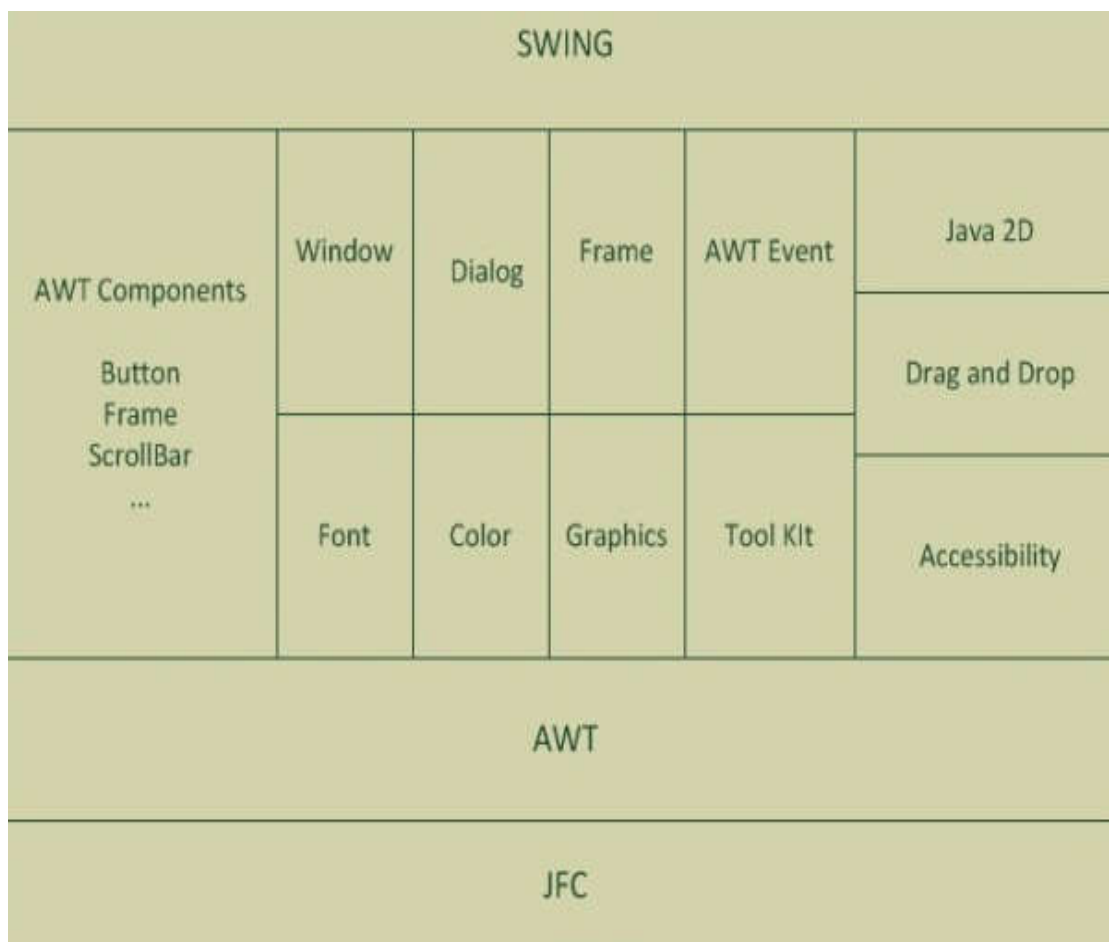 SWING
AWT Components
Button
Frame
ScrollBar
...
Window
Dialog
Frame
AWT Event
Font
Color
Graphics
Tool KIt
Java 2D
Drag and Drop
Accessibility
AWT
JFC